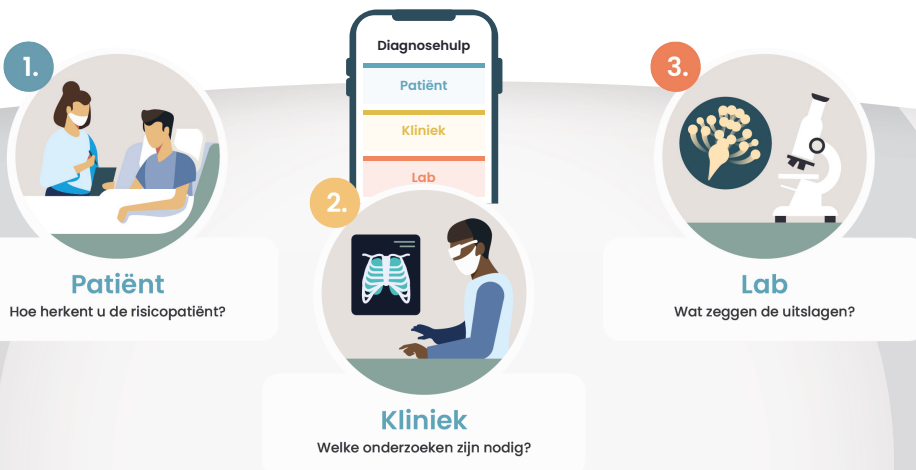 Diagnosehulp
Patiënt
Kliniek
Lab
1.
Patiënt
Hoe herkent u de risicopatiënt?
2.
Kliniek
Welke onderzoeken zijn nodig?
3.
Lab
Wat zeggen de uitslagen?